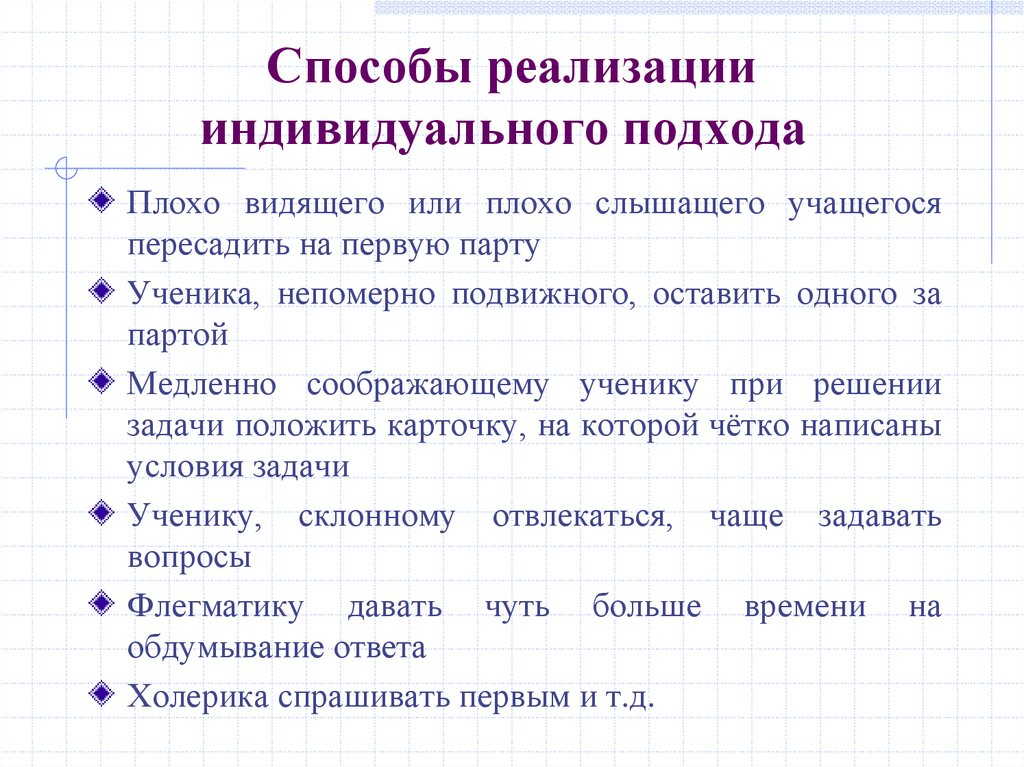 Способы реализации
индивидуального подхода
Плохо видящего или плохо слышащего учащегося
пересадить на первую парту
Ученика, непомерно подвижного, оставить одного за
партой
Медленно соображающему ученику при решении
задачи положить карточку, на которой чётко написаны
условия задачи
Ученику, склонному отвлекаться, чаще задавать
вопросы
Флегматику давать чуть больше времени на
обдумывание ответа
Холерика спрашивать первым и т.д.